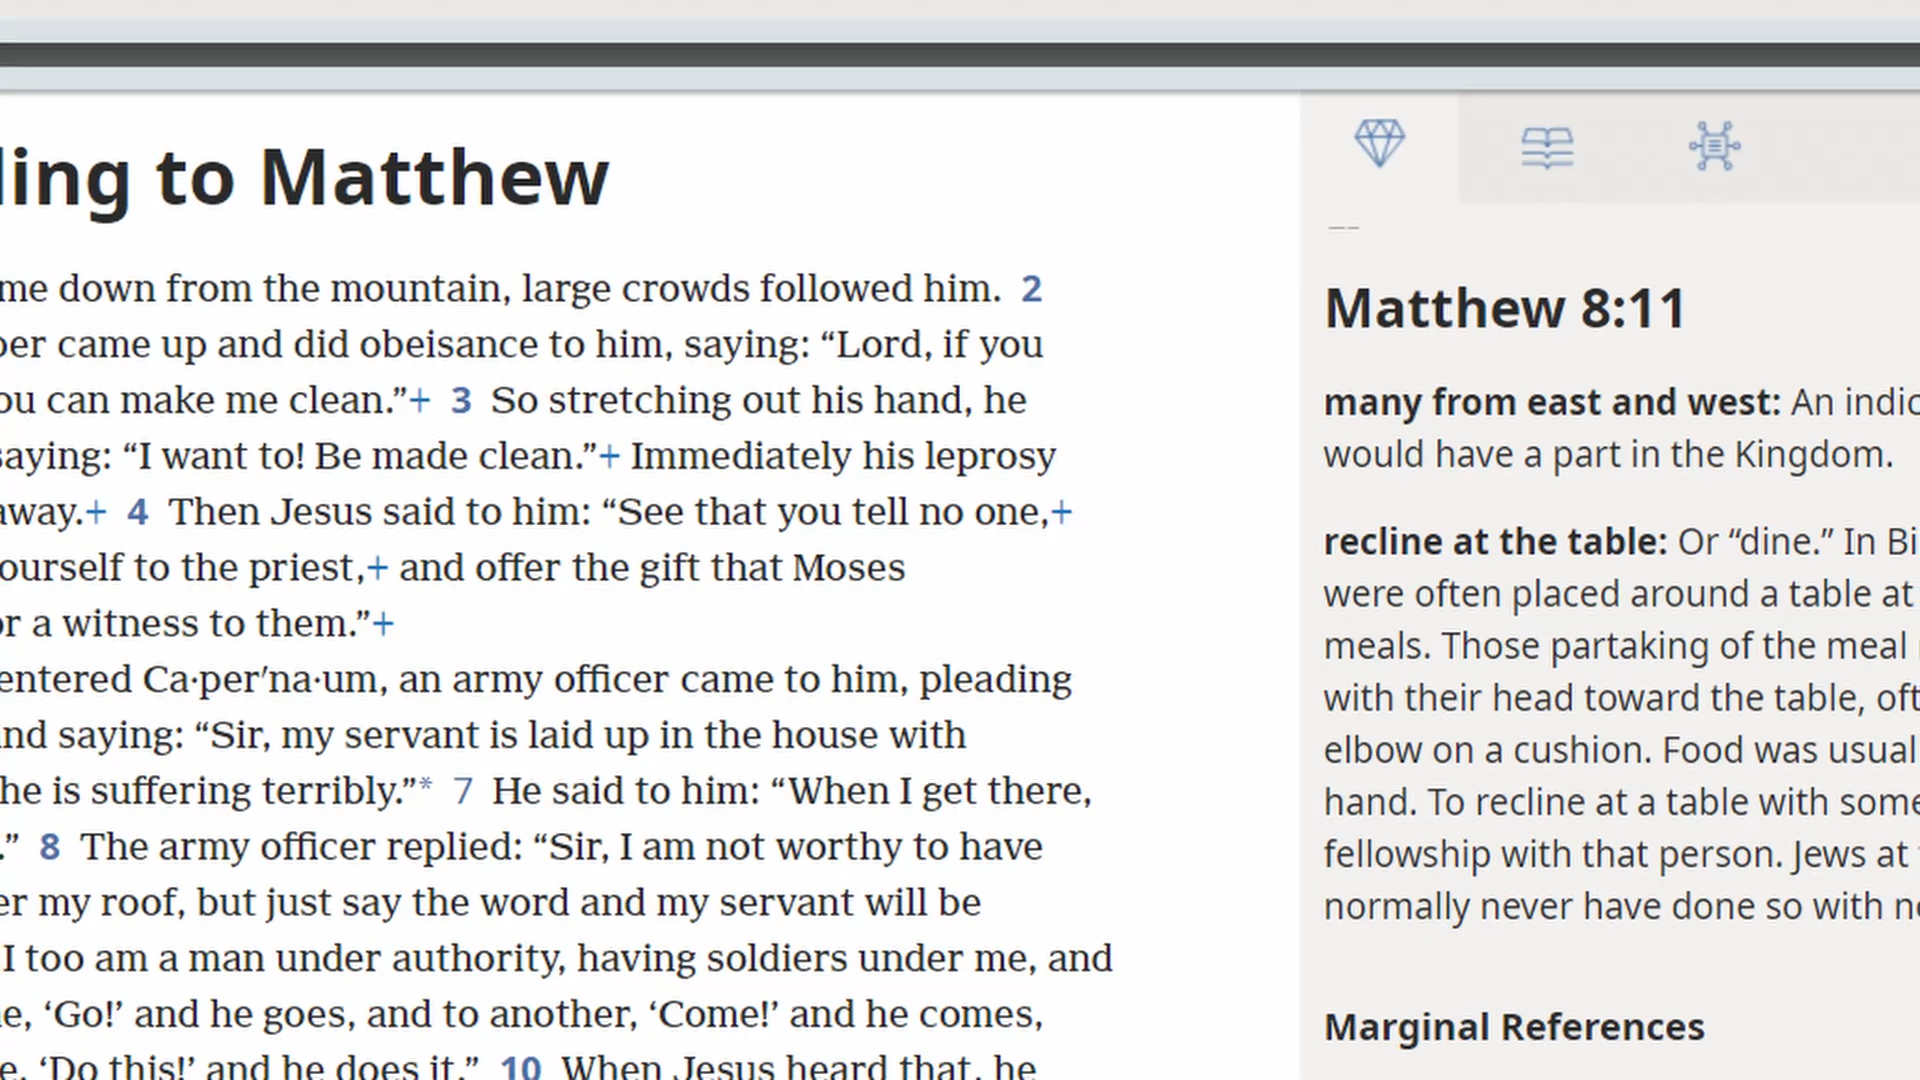 ding to Matthew
me down from the mountain, large crowds followed him. 2
per came up and did obeisance to him, saying: “Lord, if you
ou can make me clean.”+ 3 So stretching out his hand, he
saying: “I want to! Be made clean.”+ Immediately his leprosy
away.+ 4 Then Jesus said to him: “See that you tell no one,+
ourself to the priest,+ and offer the gift that Moses
or a witness to them.”+
entered Ca·perʹna·um, an army officer came to him, pleading
and saying: “Sir, my servant is laid up in the house with
he is suffering terribly.”* 7 He said to him: “When I get there,
.” 8 The army officer replied: “Sir, I am not worthy to have
er my roof, but just say the word and my servant will be
I too am a man under authority, having soldiers under me, and
e, ‘Go!’ and he goes, and to another, ‘Come!’ and he comes,
e, ‘Do this!’ and he does it.” 10 When Jesus heard that, he
Matthew 8:11
many from east and west: An indic
would have a part in the Kingdom.
recline at the table: Or “dine.” In Bi
were often placed around a table at
meals. Those partaking of the meal
with their head toward the table, oft
elbow on a cushion. Food was usual
hand. To recline at a table with some
fellowship with that person. Jews at
normally never have done so with no
Marginal References